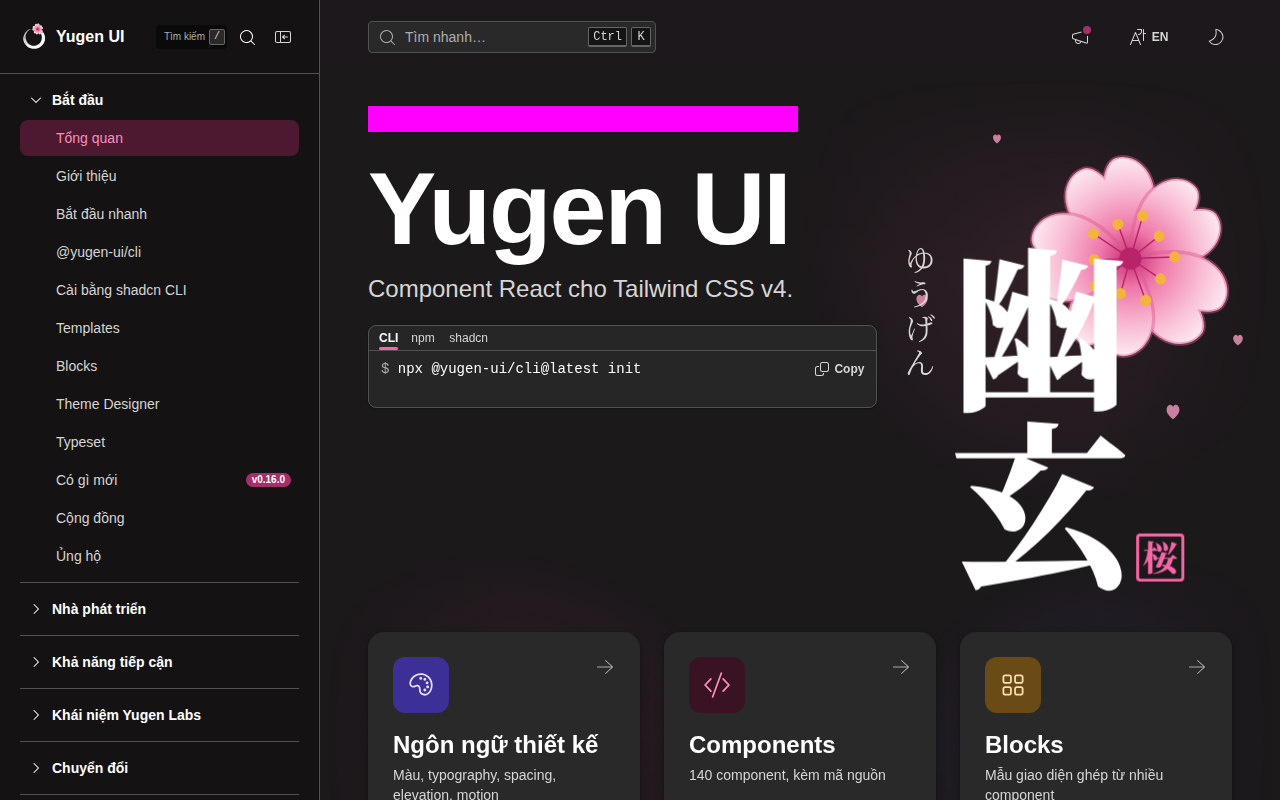 Yugen UI
Tìm kiếm /
Bắt đầu
Tổng quan
Giới thiệu
Bắt đầu nhanh
@yugen-ui/cli
Cài bằng shadcn CLI
Templates
Blocks
Theme Designer
Typeset
Có gì mới v0.16.0
Cộng đồng
Ủng hộ
Nhà phát triển
Khả năng tiếp cận
Khái niệm Yugen Labs
Chuyển đổi
Tìm nhanh… Ctrl K
EN
Yugen UI
Component React cho Tailwind CSS v4.
CLI npm shadcn
$ npx @yugen-ui/cli@latest init Copy
ゆうげん
幽玄
桜
Ngôn ngữ thiết kế
Màu, typography, spacing,
elevation, motion
Components
140 component, kèm mã nguồn
Blocks
Mẫu giao diện ghép từ nhiều
component